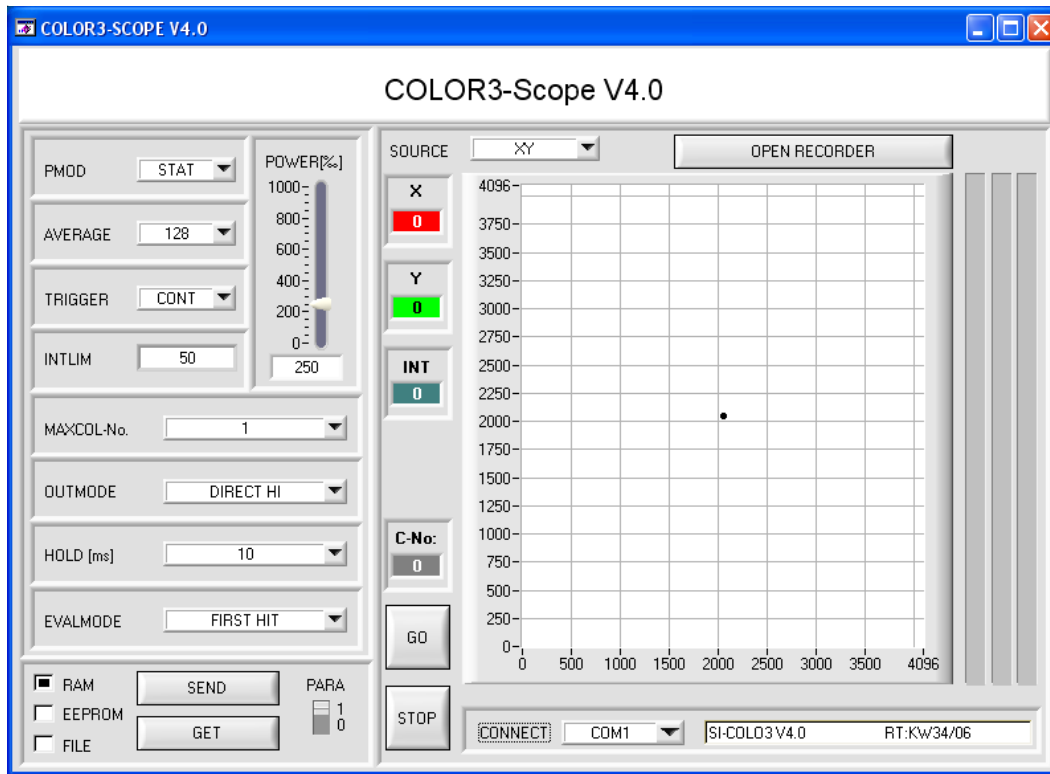 COLOR3-SCOPE V4.0
COLOR3-Scope V4.0
PMOD STAT
AVERAGE 128
TRIGGER CONT
INTLIM 50
POWER[‰]
1000
800
600
400
200
0
250
MAXCOL-No. 1
OUTMODE DIRECT HI
HOLD [ms] 10
EVALMODE FIRST HIT
RAM
EEPROM
FILE
SEND
GET
PARA
1
0
SOURCE XY
OPEN RECORDER
X
0
Y
0
INT
0
C-No:
0
GO
STOP
4096
3750
3500
3250
3000
2750
2500
2250
2000
1750
1500
1250
1000
750
500
250
0
0 500 1000 1500 2000 2500 3000 3500 4096
CONNECT COM1 SI-COLO3 V4.0 RT:KW34/06